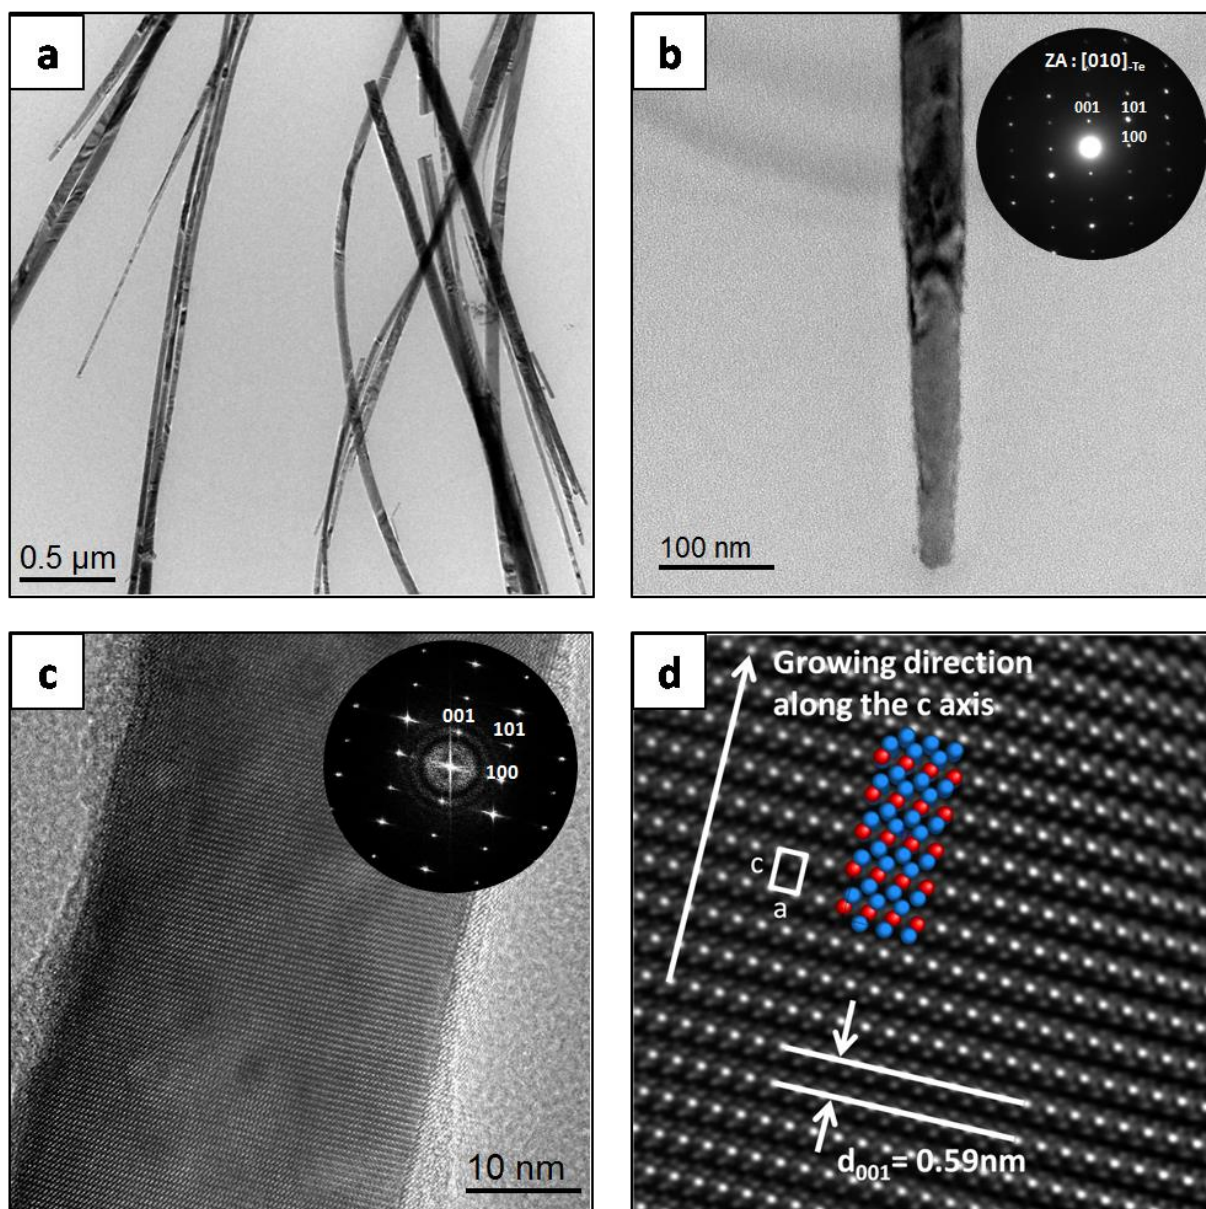 a
0.5 µm
b
ZA : [010]-Te
001 101
100
100 nm
c
001
101
100
10 nm
d
Growing direction
along the c axis
c
a
d001= 0.59nm